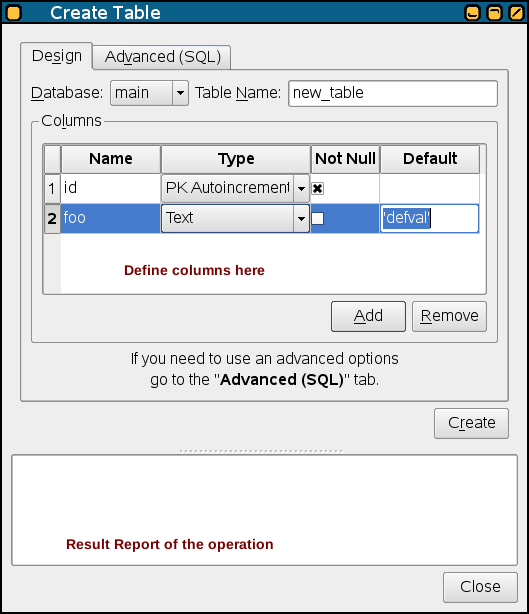 Create Table
Design Advanced (SQL)
Database: main Table Name: new_table
Columns
Name Type Not Null Default
1 id PK Autoincrement
2 foo Text 'defval'
Define columns here
Add Remove
If you need to use an advanced options
go to the "Advanced (SQL)" tab.
Create
Result Report of the operation
Close